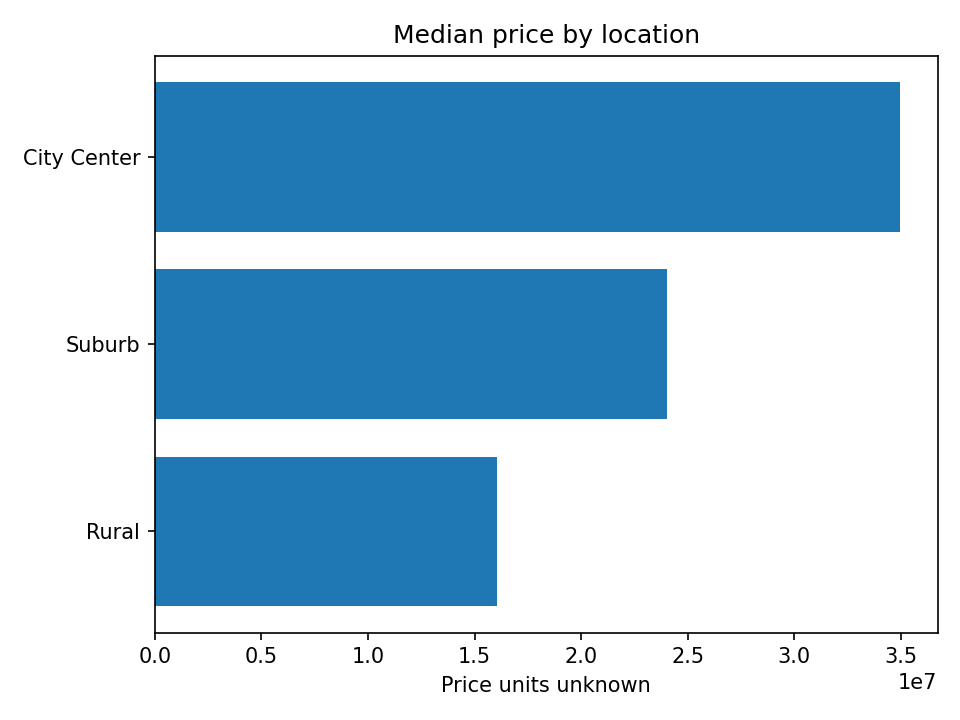 Median price by location
City Center
Suburb
Rural
0.0 0.5 1.0 1.5 2.0 2.5 3.0 3.5
1e7
Price units unknown